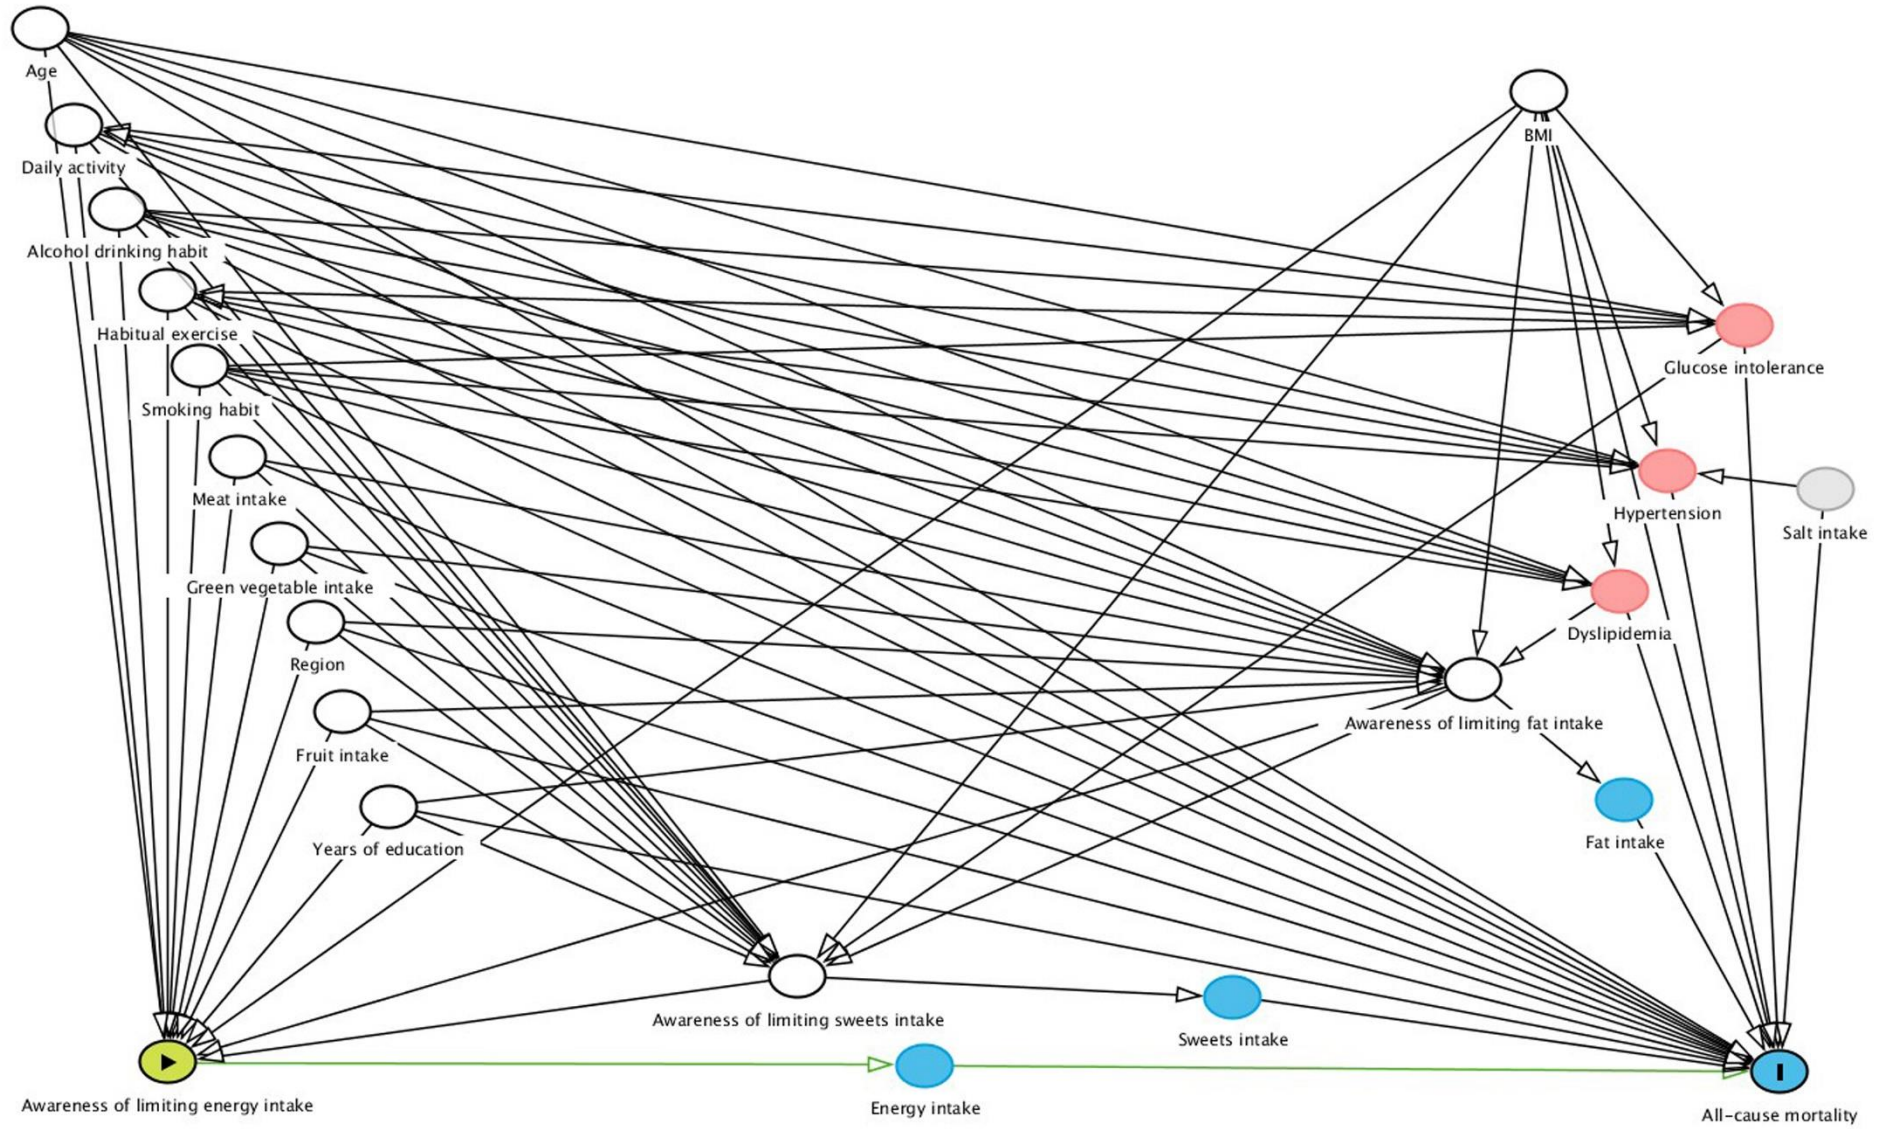 Age
BMI
Daily activity
Alcohol drinking habit
Habitual exercise
Glucose intolerance
Smoking habit
Meat intake
Hypertension
Salt intake
Green vegetable intake
Dyslipidemia
Region
Awareness of limiting fat intake
Fruit intake
Fat intake
Years of education
Awareness of limiting sweets intake
Sweets intake
Awareness of limiting energy intake
Energy intake
All-cause mortality